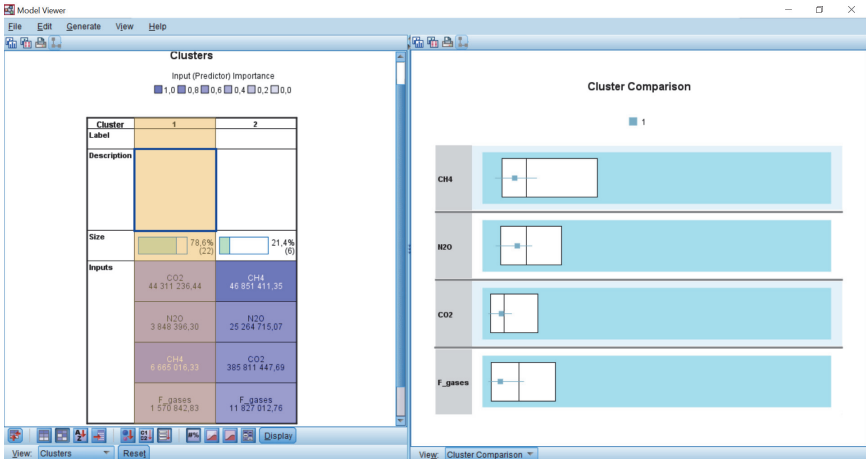 Model Viewer
File Edit Generate View Help
Clusters
Input (Predictor) Importance
1,0 0,8 0,6 0,4 0,2 0,0
Cluster 1 2
Label
Description
Size 78,6% (22) 21,4% (6)
Inputs
CO2 CH4
44 311 236,44 46 851 411,35
N2O N2O
3 848 396,30 25 264 715,07
CH4 CO2
6 665 016,33 385 811 447,69
F_gases F_gases
1 570 842,83 11 827 012,76
Display
View: Clusters Reset
Cluster Comparison
1
CH4
N2O
CO2
F_gases
View: Cluster Comparison